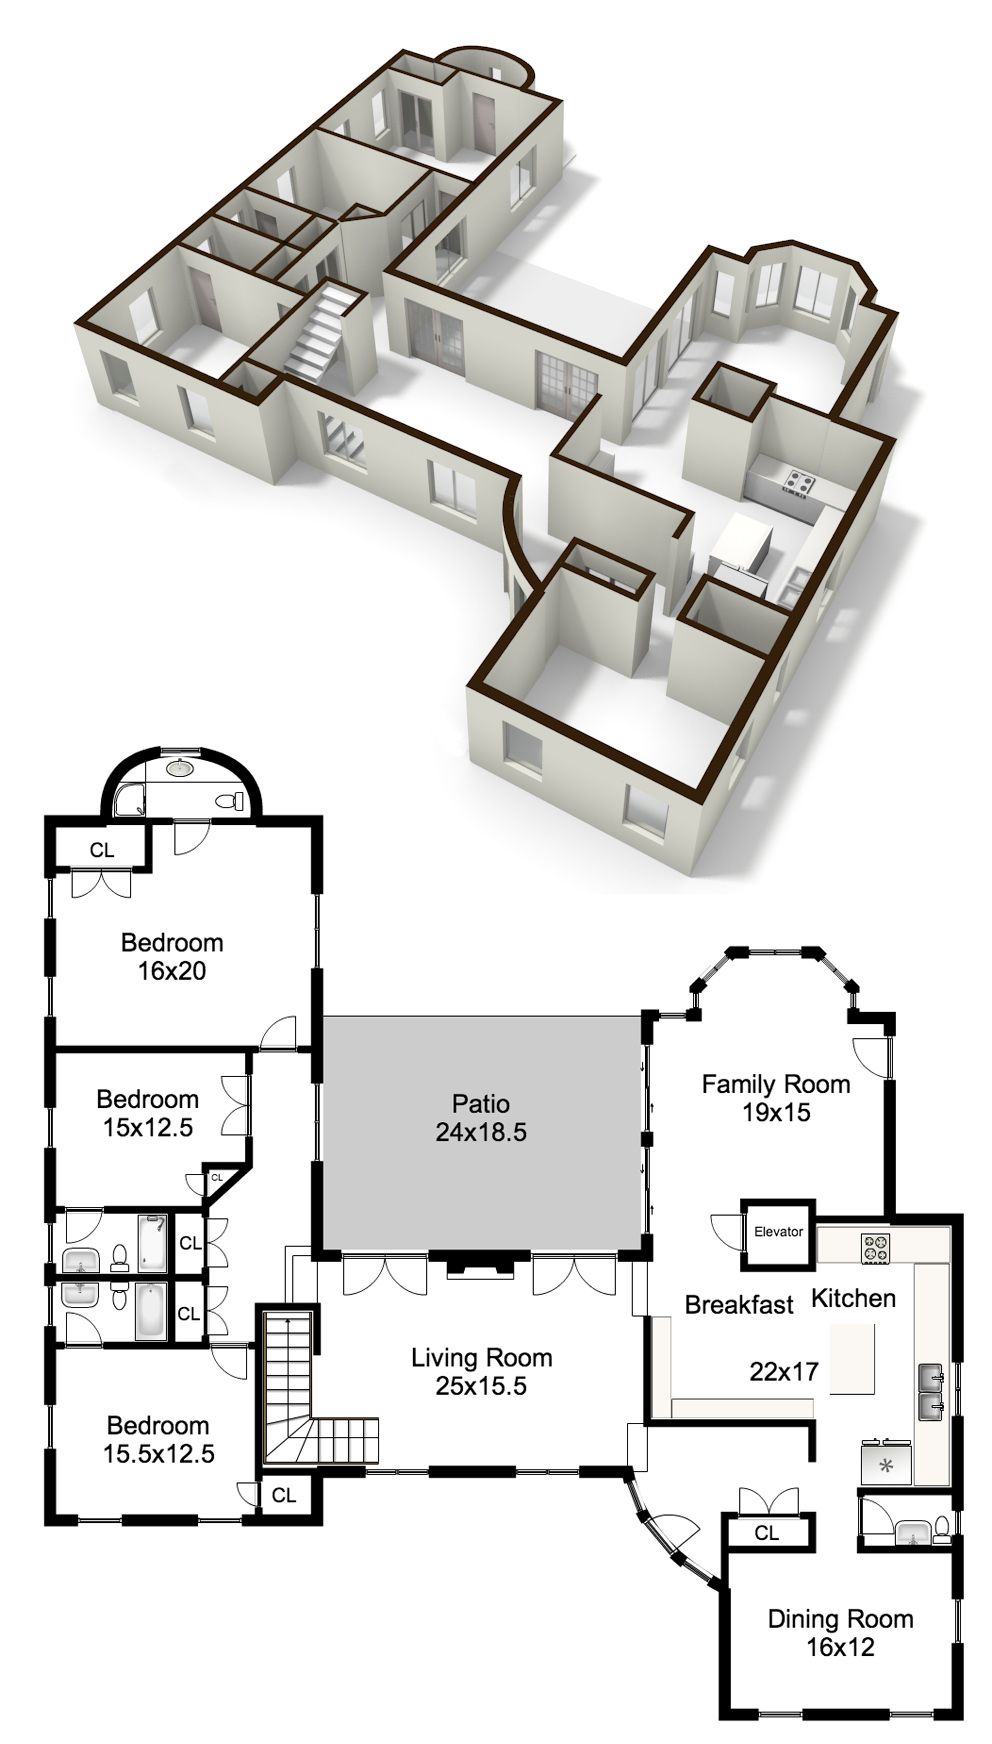 CL
Bedroom
16x20
Bedroom
15x12.5
CL
CL
CL
Bedroom
15.5x12.5
CL
Patio
24x18.5
Living Room
25x15.5
Family Room
19x15
Elevator
Breakfast
Kitchen
22x17
CL
Dining Room
16x12